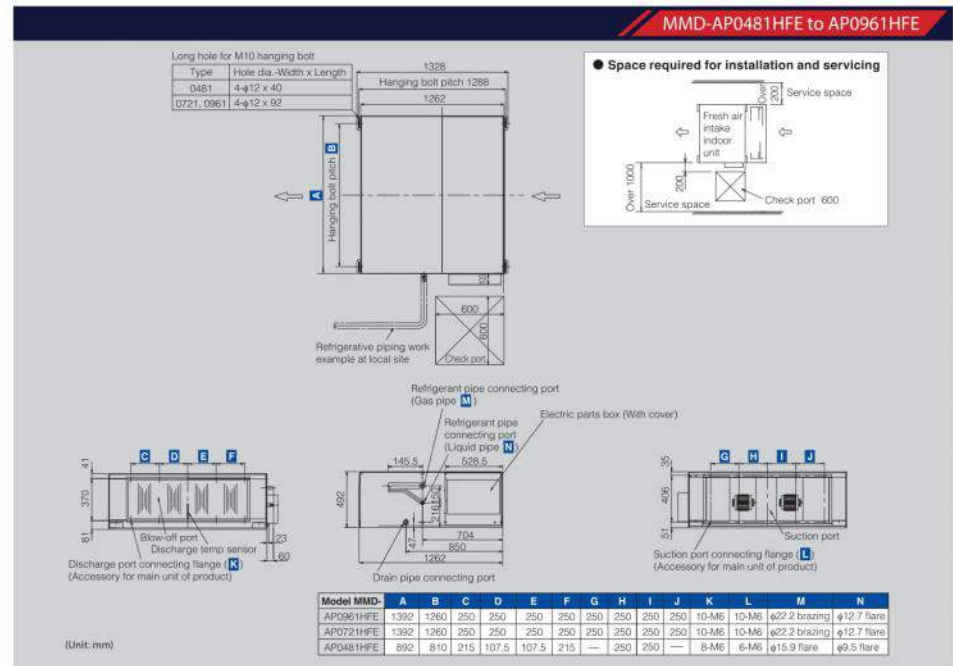 MMD-AP0481HFE to AP0961HFE
Long hole for M10 hanging bolt
Type Hole dia.-Width x Length
0481 4-φ12 x 40
0721, 0961 4-φ12 x 92
1328
Hanging bolt pitch 1288
1262
A
Hanging bolt pitch B
600
600
Check port
Refrigerative piping work
example at local site
● Space required for installation and servicing
Over
200
Service space
Fresh air
intake
indoor
unit
Over 1000
200
Service space
Check port 600
Refrigerant pipe connecting port
(Gas pipe M )
Refrigerant pipe
connecting port
(Liquid pipe N )
Electric parts box (With cover)
C D E F
41
370
81
Blow-off port
Discharge temp sensor
23
60
Discharge port connecting flange ( K )
(Accessory for main unit of product)
145.5
528.5
492
216
150
47
704
850
1262
Drain pipe connecting port
G H I J
35
406
51
Suction port
Suction port connecting flange ( L )
(Accessory for main unit of product)
Model MMD- A B C D E F G H I J K L M N
AP0961HFE 1392 1260 250 250 250 250 250 250 250 250 10-M6 10-M6 φ22.2 brazing φ12.7 flare
AP0721HFE 1392 1260 250 250 250 250 250 250 250 250 10-M6 10-M6 φ22.2 brazing φ12.7 flare
AP0481HFE 892 810 215 107.5 107.5 215 — 250 250 — 8-M6 6-M6 φ15.9 flare φ9.5 flare
(Unit: mm)